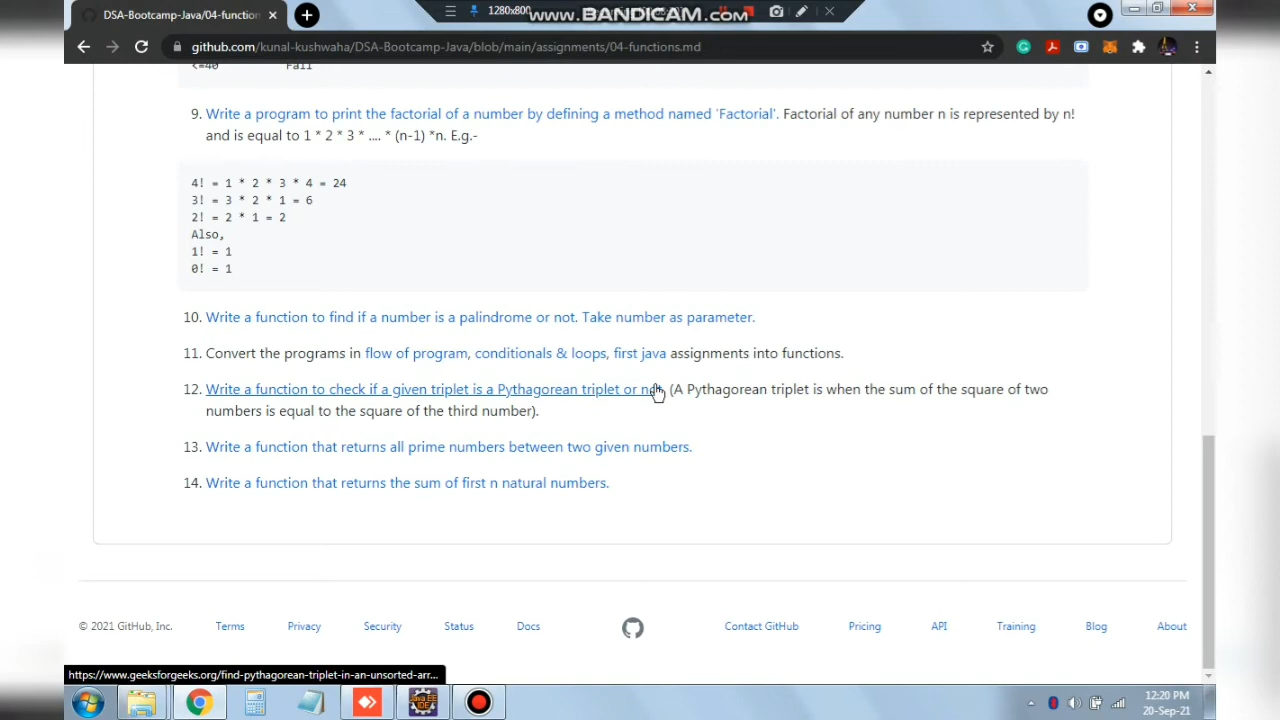 DSA-Bootcamp-Java/04-function
1280x800
www.BANDICAM.com
github.com/kunal-kushwaha/DSA-Bootcamp-Java/blob/main/assignments/04-functions.md
<=40 Fail
9. Write a program to print the factorial of a number by defining a method named 'Factorial'. Factorial of any number n is represented by n!
and is equal to 1 * 2 * 3 * .... * (n-1) *n. E.g.-
4! = 1 * 2 * 3 * 4 = 24
3! = 3 * 2 * 1 = 6
2! = 2 * 1 = 2
Also,
1! = 1
0! = 1
10. Write a function to find if a number is a palindrome or not. Take number as parameter.
11. Convert the programs in flow of program, conditionals & loops, first java assignments into functions.
12. Write a function to check if a given triplet is a Pythagorean triplet or not. (A Pythagorean triplet is when the sum of the square of two
numbers is equal to the square of the third number).
13. Write a function that returns all prime numbers between two given numbers.
14. Write a function that returns the sum of first n natural numbers.
© 2021 GitHub, Inc. Terms Privacy Security Status Docs Contact GitHub Pricing API Training Blog About
https://www.geeksforgeeks.org/find-pythagorean-triplet-in-an-unsorted-arr...
Java EE
IDE
12:20 PM
20-Sep-21